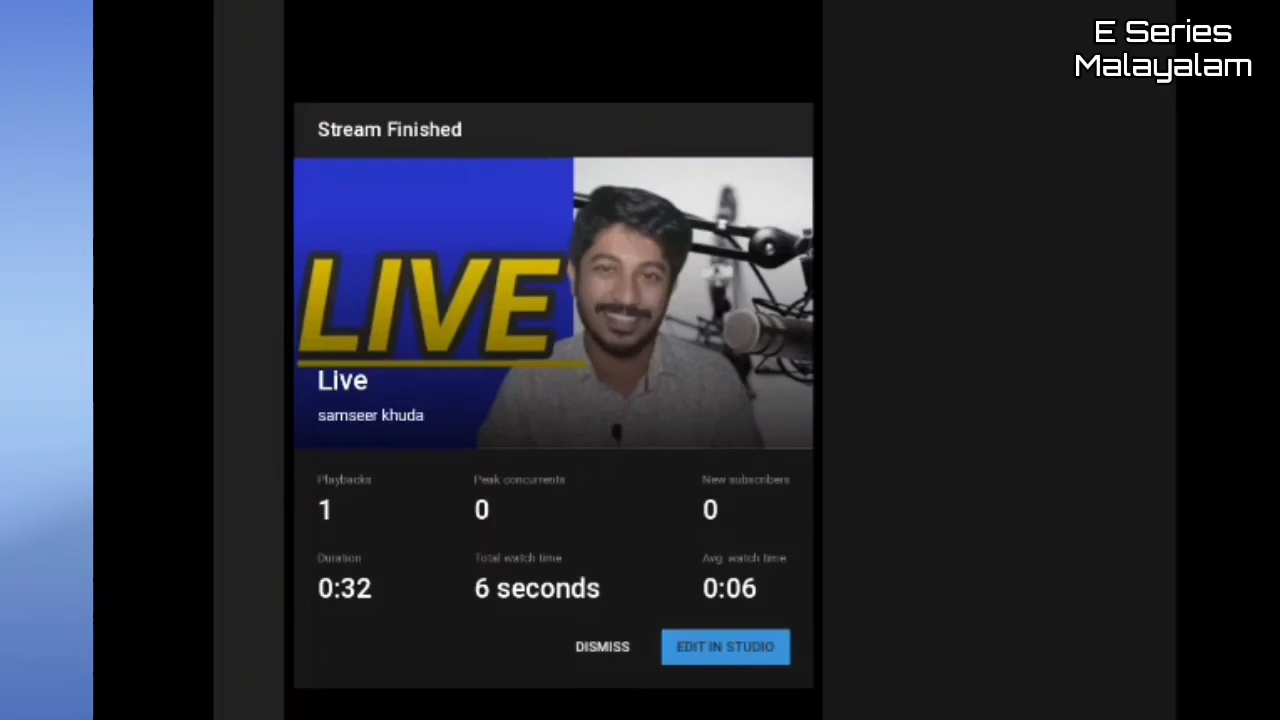 E Series
Malayalam
Stream Finished
LIVE
Live
samseer khuda
Playbacks
Peak concurrents
New subscribers
1
0
0
Duration
Total watch time
Avg. watch time
0:32
6 seconds
0:06
DISMISS
EDIT IN STUDIO